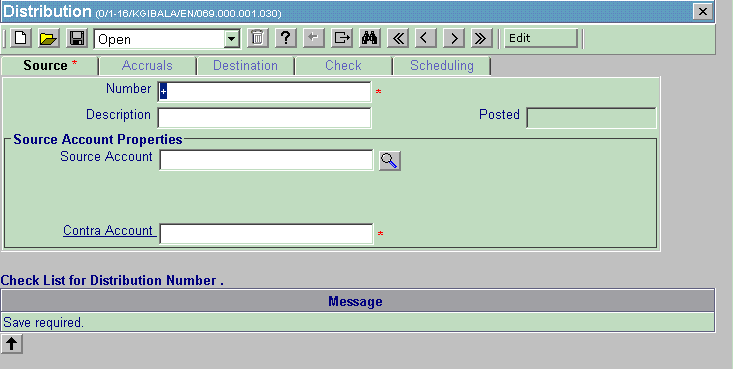 Distribution (0/1-16/KGIBALA/EN/069.000.001.030)
Open Edit
Source * Accruals Destination Check Scheduling
Number + *
Description Posted
Source Account Properties
Source Account
Contra Account *
Check List for Distribution Number .
Message
Save required.